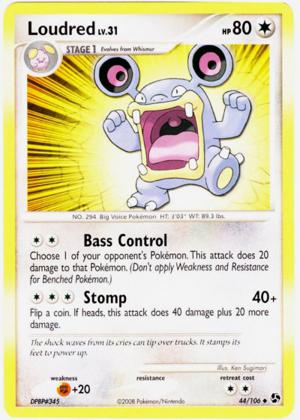 Loudred LV.31 HP 80
STAGE 1 Evolves from Whismur
NO. 294 Big Voice Pokémon HT: 3'03" WT: 89.3 lbs.
Bass Control
Choose 1 of your opponent's Pokémon. This attack does 20
damage to that Pokémon. (Don't apply Weakness and Resistance
for Benched Pokémon.)
Stomp 40+
Flip a coin. If heads, this attack does 40 damage plus 20 more
damage.
The shock waves from its cries can tip over trucks. It stamps its
feet to power up.
Illus. Ken Sugimori
weakness resistance retreat cost
+20
DPBP#345 ©2008 Pokémon/Nintendo 44/106